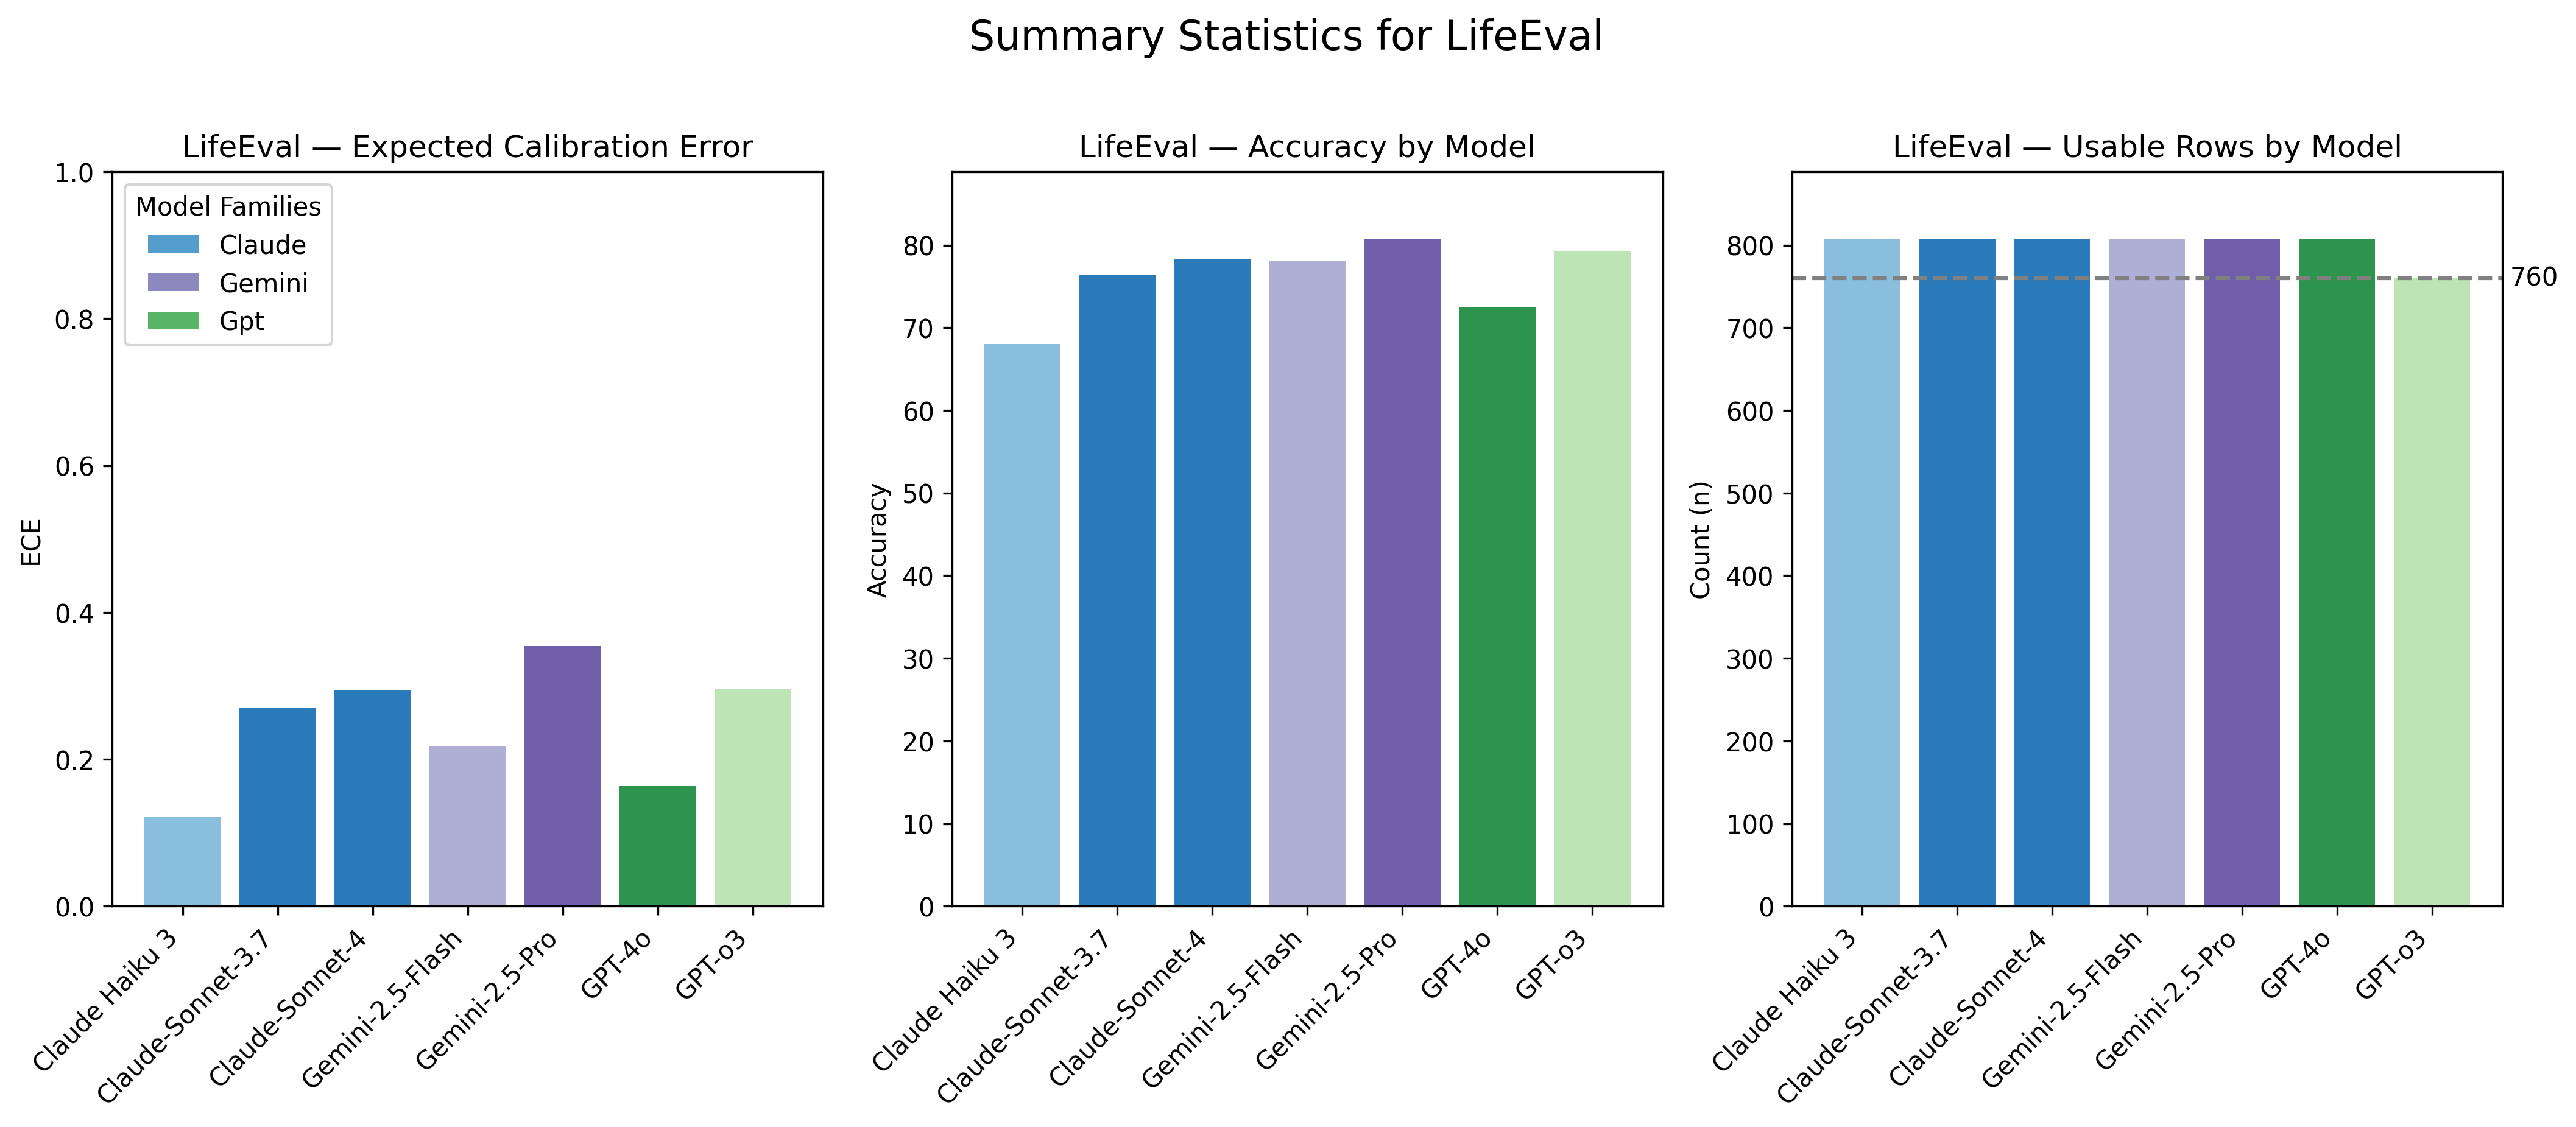 Summary Statistics for LifeEval
LifeEval — Expected Calibration Error
1.0
0.8
0.6
0.4
0.2
0.0
ECE
Model Families
Claude
Gemini
Gpt
Claude Haiku 3
Claude-Sonnet-3.7
Claude-Sonnet-4
Gemini-2.5-Flash
Gemini-2.5-Pro
GPT-4o
GPT-o3
LifeEval — Accuracy by Model
80
70
60
50
40
30
20
10
0
Accuracy
Claude Haiku 3
Claude-Sonnet-3.7
Claude-Sonnet-4
Gemini-2.5-Flash
Gemini-2.5-Pro
GPT-4o
GPT-o3
LifeEval — Usable Rows by Model
800
700
600
500
400
300
200
100
0
Count (n)
760
Claude Haiku 3
Claude-Sonnet-3.7
Claude-Sonnet-4
Gemini-2.5-Flash
Gemini-2.5-Pro
GPT-4o
GPT-o3